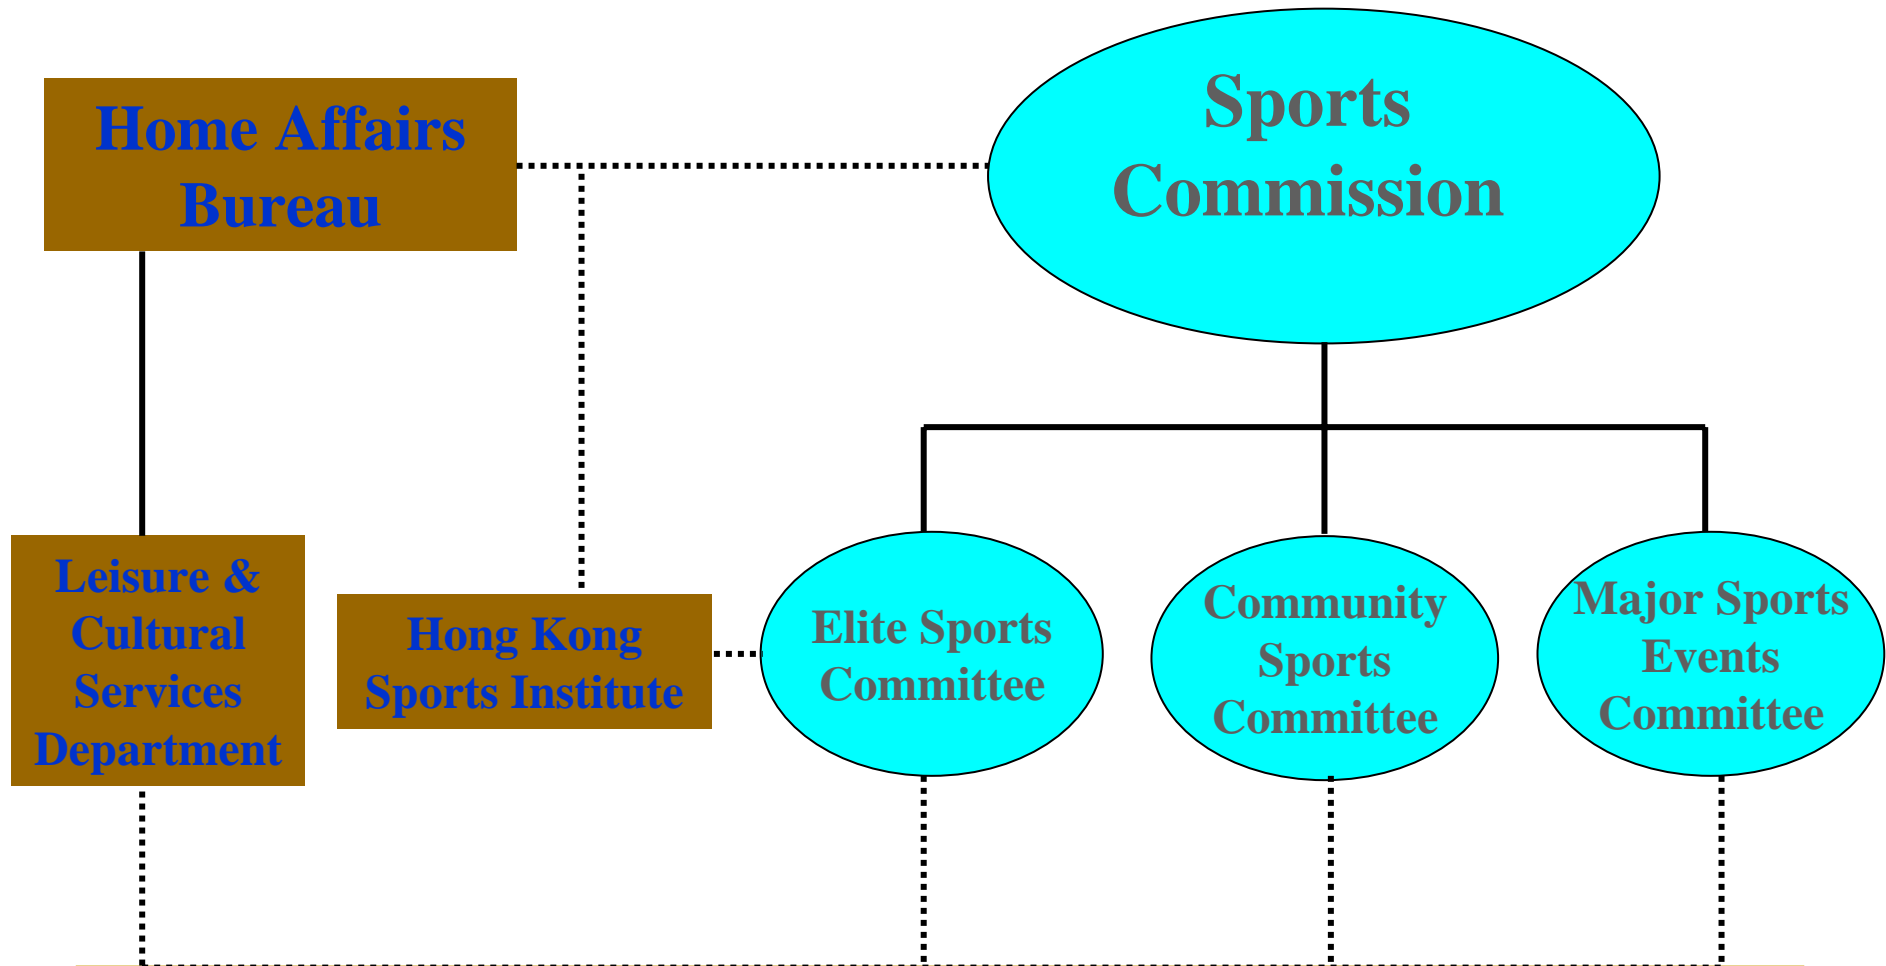 Home Affairs
Bureau
Sports
Commission
Leisure &
Cultural
Services
Department
Hong Kong
Sports Institute
Elite Sports
Committee
Community
Sports
Committee
Major Sports
Events
Committee